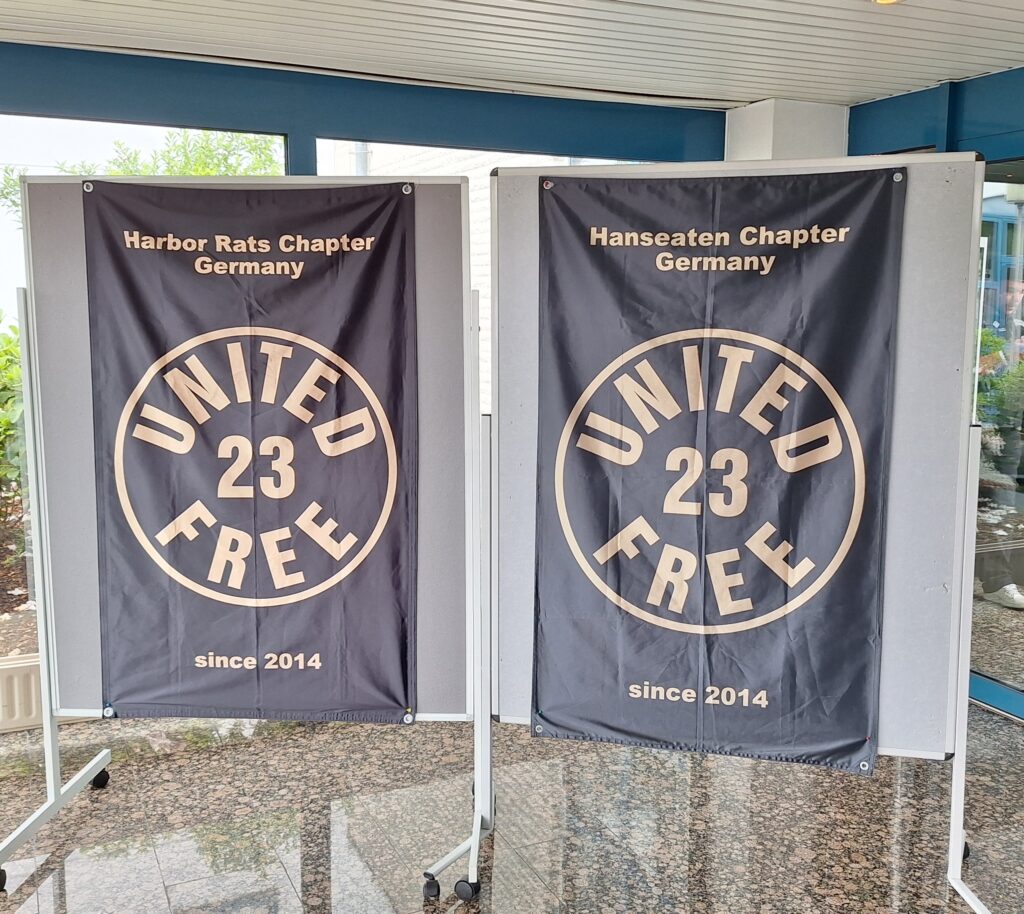 Harbor Rats Chapter
Germany
UNITED
23
FREE
since 2014
Hanseaten Chapter
Germany
UNITED
23
FREE
since 2014